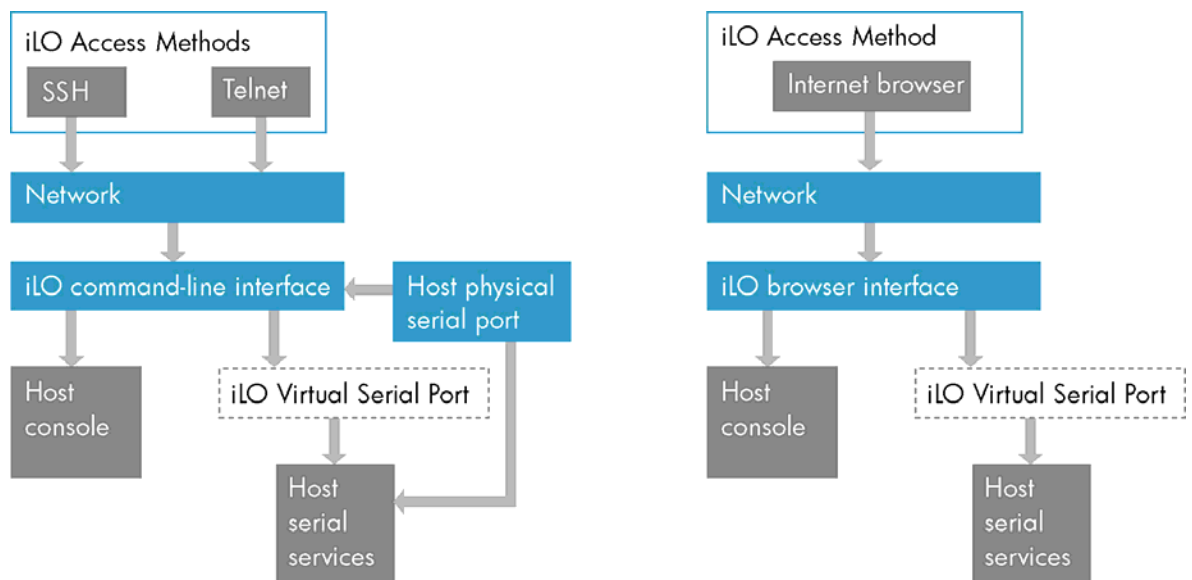 iLO Access Methods
SSH
Telnet
Network
iLO command-line interface
Host physical
serial port
Host
console
iLO Virtual Serial Port
Host
serial
services
iLO Access Method
Internet browser
Network
iLO browser interface
Host
console
iLO Virtual Serial Port
Host
serial
services